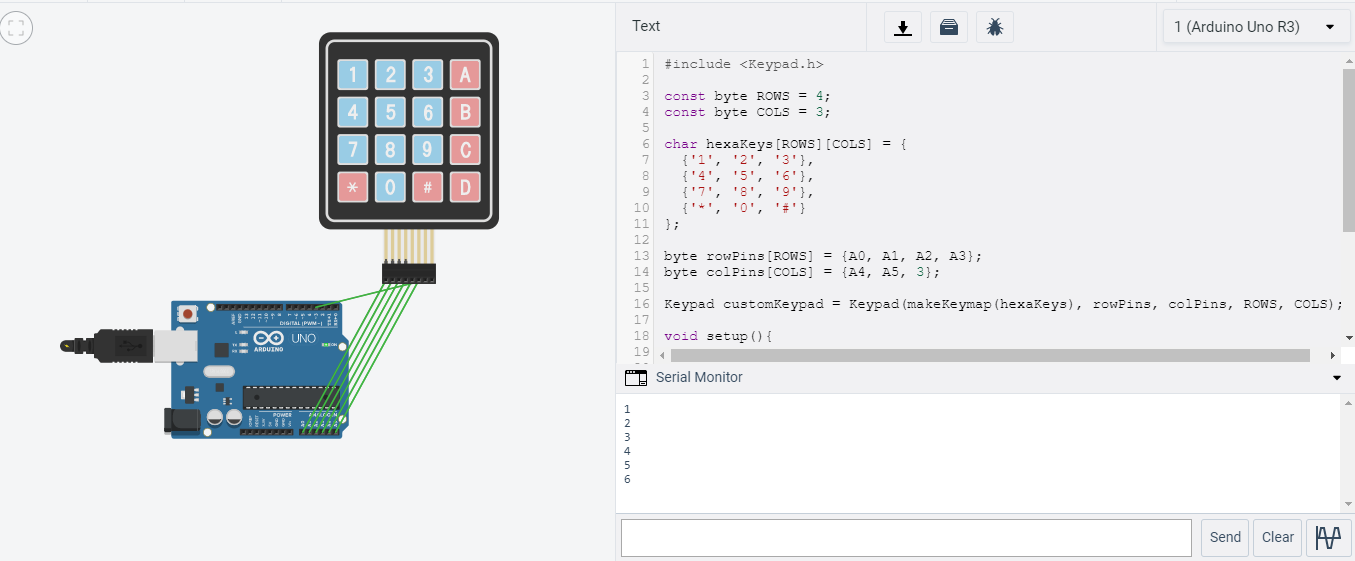 1 2 3 A
4 5 6 B
7 8 9 C
* 0 # D
DIGITAL (PWM~)
UNO
ARDUINO
POWER
ANALOG IN
Text
1 (Arduino Uno R3)
1 #include <Keypad.h>
2
3 const byte ROWS = 4;
4 const byte COLS = 3;
5
6 char hexaKeys[ROWS][COLS] = {
7 {'1', '2', '3'},
8 {'4', '5', '6'},
9 {'7', '8', '9'},
10 {'*', '0', '#'}
11 };
12
13 byte rowPins[ROWS] = {A0, A1, A2, A3};
14 byte colPins[COLS] = {A4, A5, 3};
15
16 Keypad customKeypad = Keypad(makeKeymap(hexaKeys), rowPins, colPins, ROWS, COLS);
17
18 void setup(){
19
Serial Monitor
1
2
3
4
5
6
Send
Clear